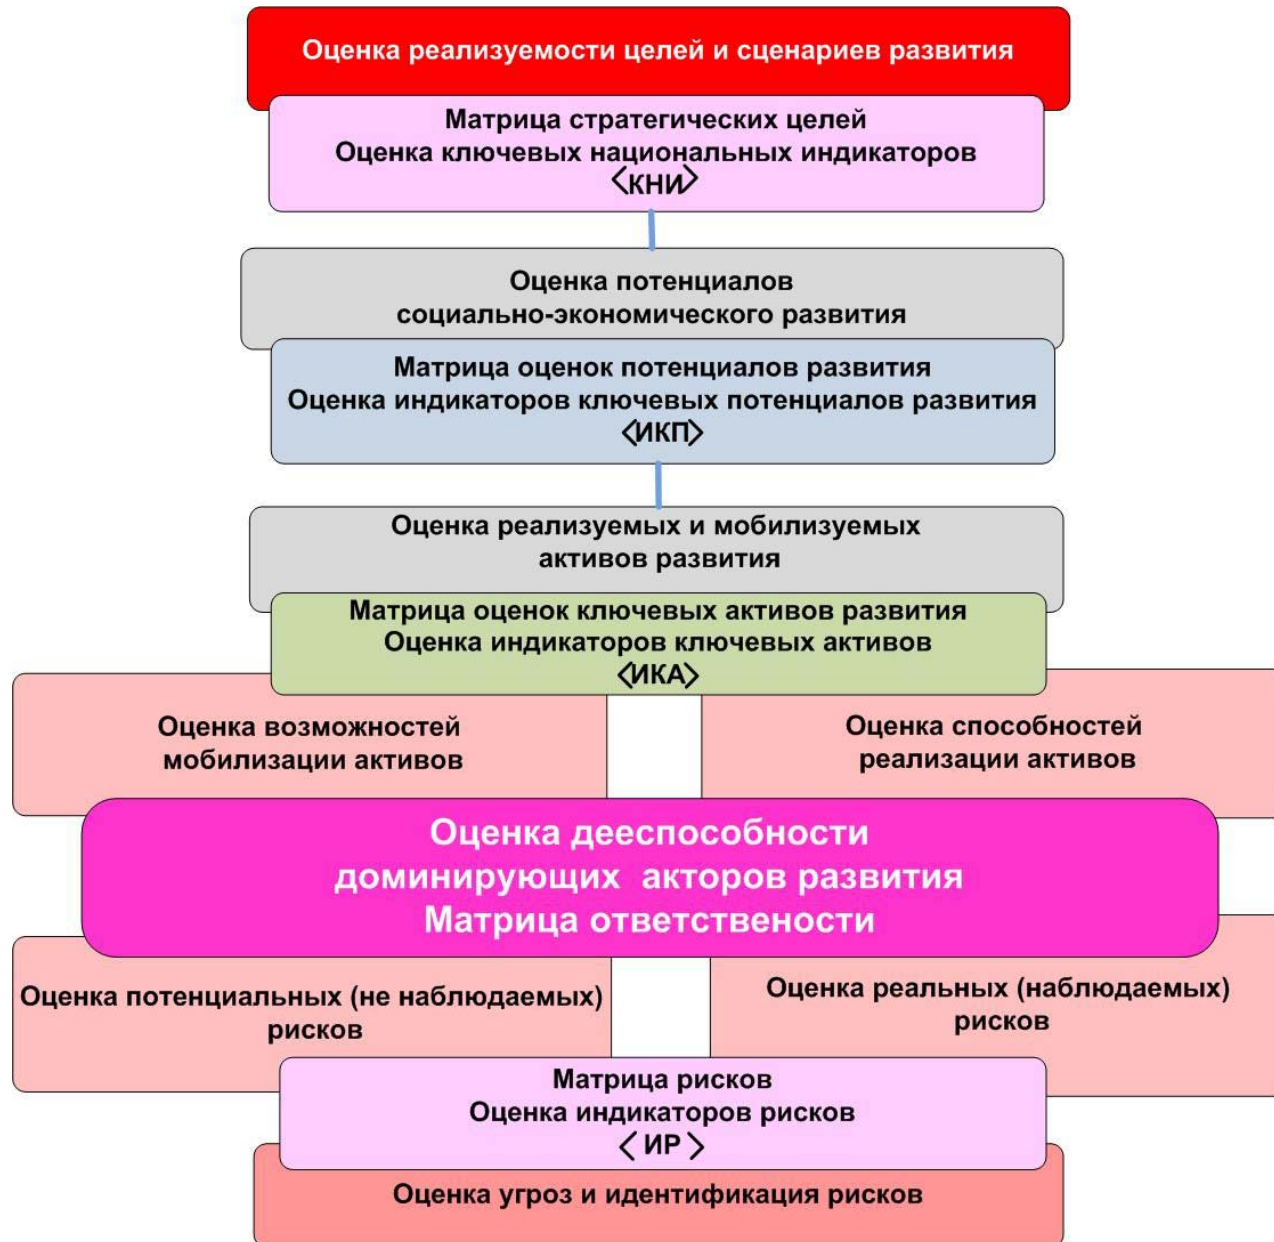 Оценка реализуемости целей и сценариев развития
Матрица стратегических целей
Оценка ключевых национальных индикаторов
<КНИ>
Оценка потенциалов
социально-экономического развития
Матрица оценок потенциалов развития
Оценка индикаторов ключевых потенциалов развития
<ИКП>
Оценка реализуемых и мобилизуемых
активов развития
Матрица оценок ключевых активов развития
Оценка индикаторов ключевых активов
<ИКА>
Оценка возможностей
мобилизации активов
Оценка способностей
реализации активов
Оценка дееспособности
доминирующих акторов развития
Матрица ответствености
Оценка потенциальных (не наблюдаемых)
рисков
Оценка реальных (наблюдаемых)
рисков
Матрица рисков
Оценка индикаторов рисков
< ИР >
Оценка угроз и идентификация рисков